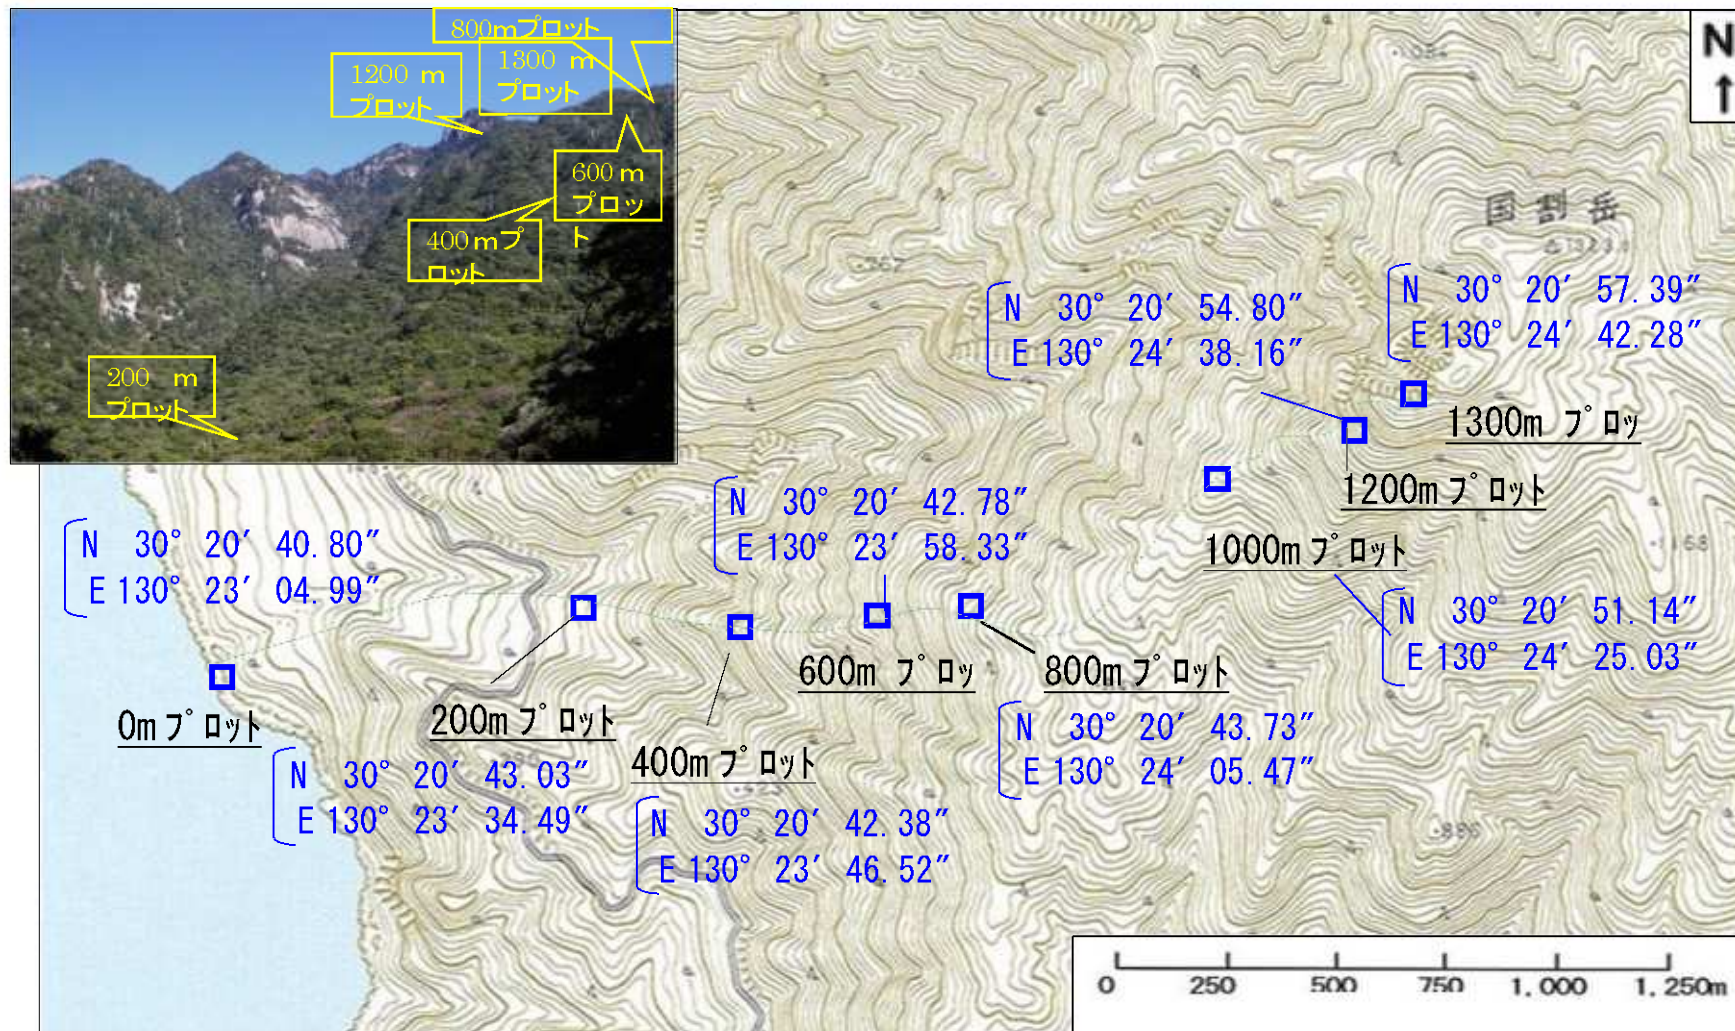 800mプロット
1200 m
プロット
1300 m
プロット
600 m
プロッ
ト
400mプ
ロット
200 m
プロット
N
↑
国割岳
N 30° 20′ 57.39″
E 130° 24′ 42.28″
N 30° 20′ 54.80″
E 130° 24′ 38.16″
1300m プロッ
1200m プロット
N 30° 20′ 42.78″
E 130° 23′ 58.33″
N 30° 20′ 40.80″
E 130° 23′ 04.99″
1000m プロット
N 30° 20′ 51.14″
E 130° 24′ 25.03″
600m プロッ
800m プロット
0m プロット
200m プロット
400m プロット
N 30° 20′ 43.73″
E 130° 24′ 05.47″
N 30° 20′ 43.03″
E 130° 23′ 34.49″
N 30° 20′ 42.38″
E 130° 23′ 46.52″
·886
0 250 500 750 1,000 1,250m